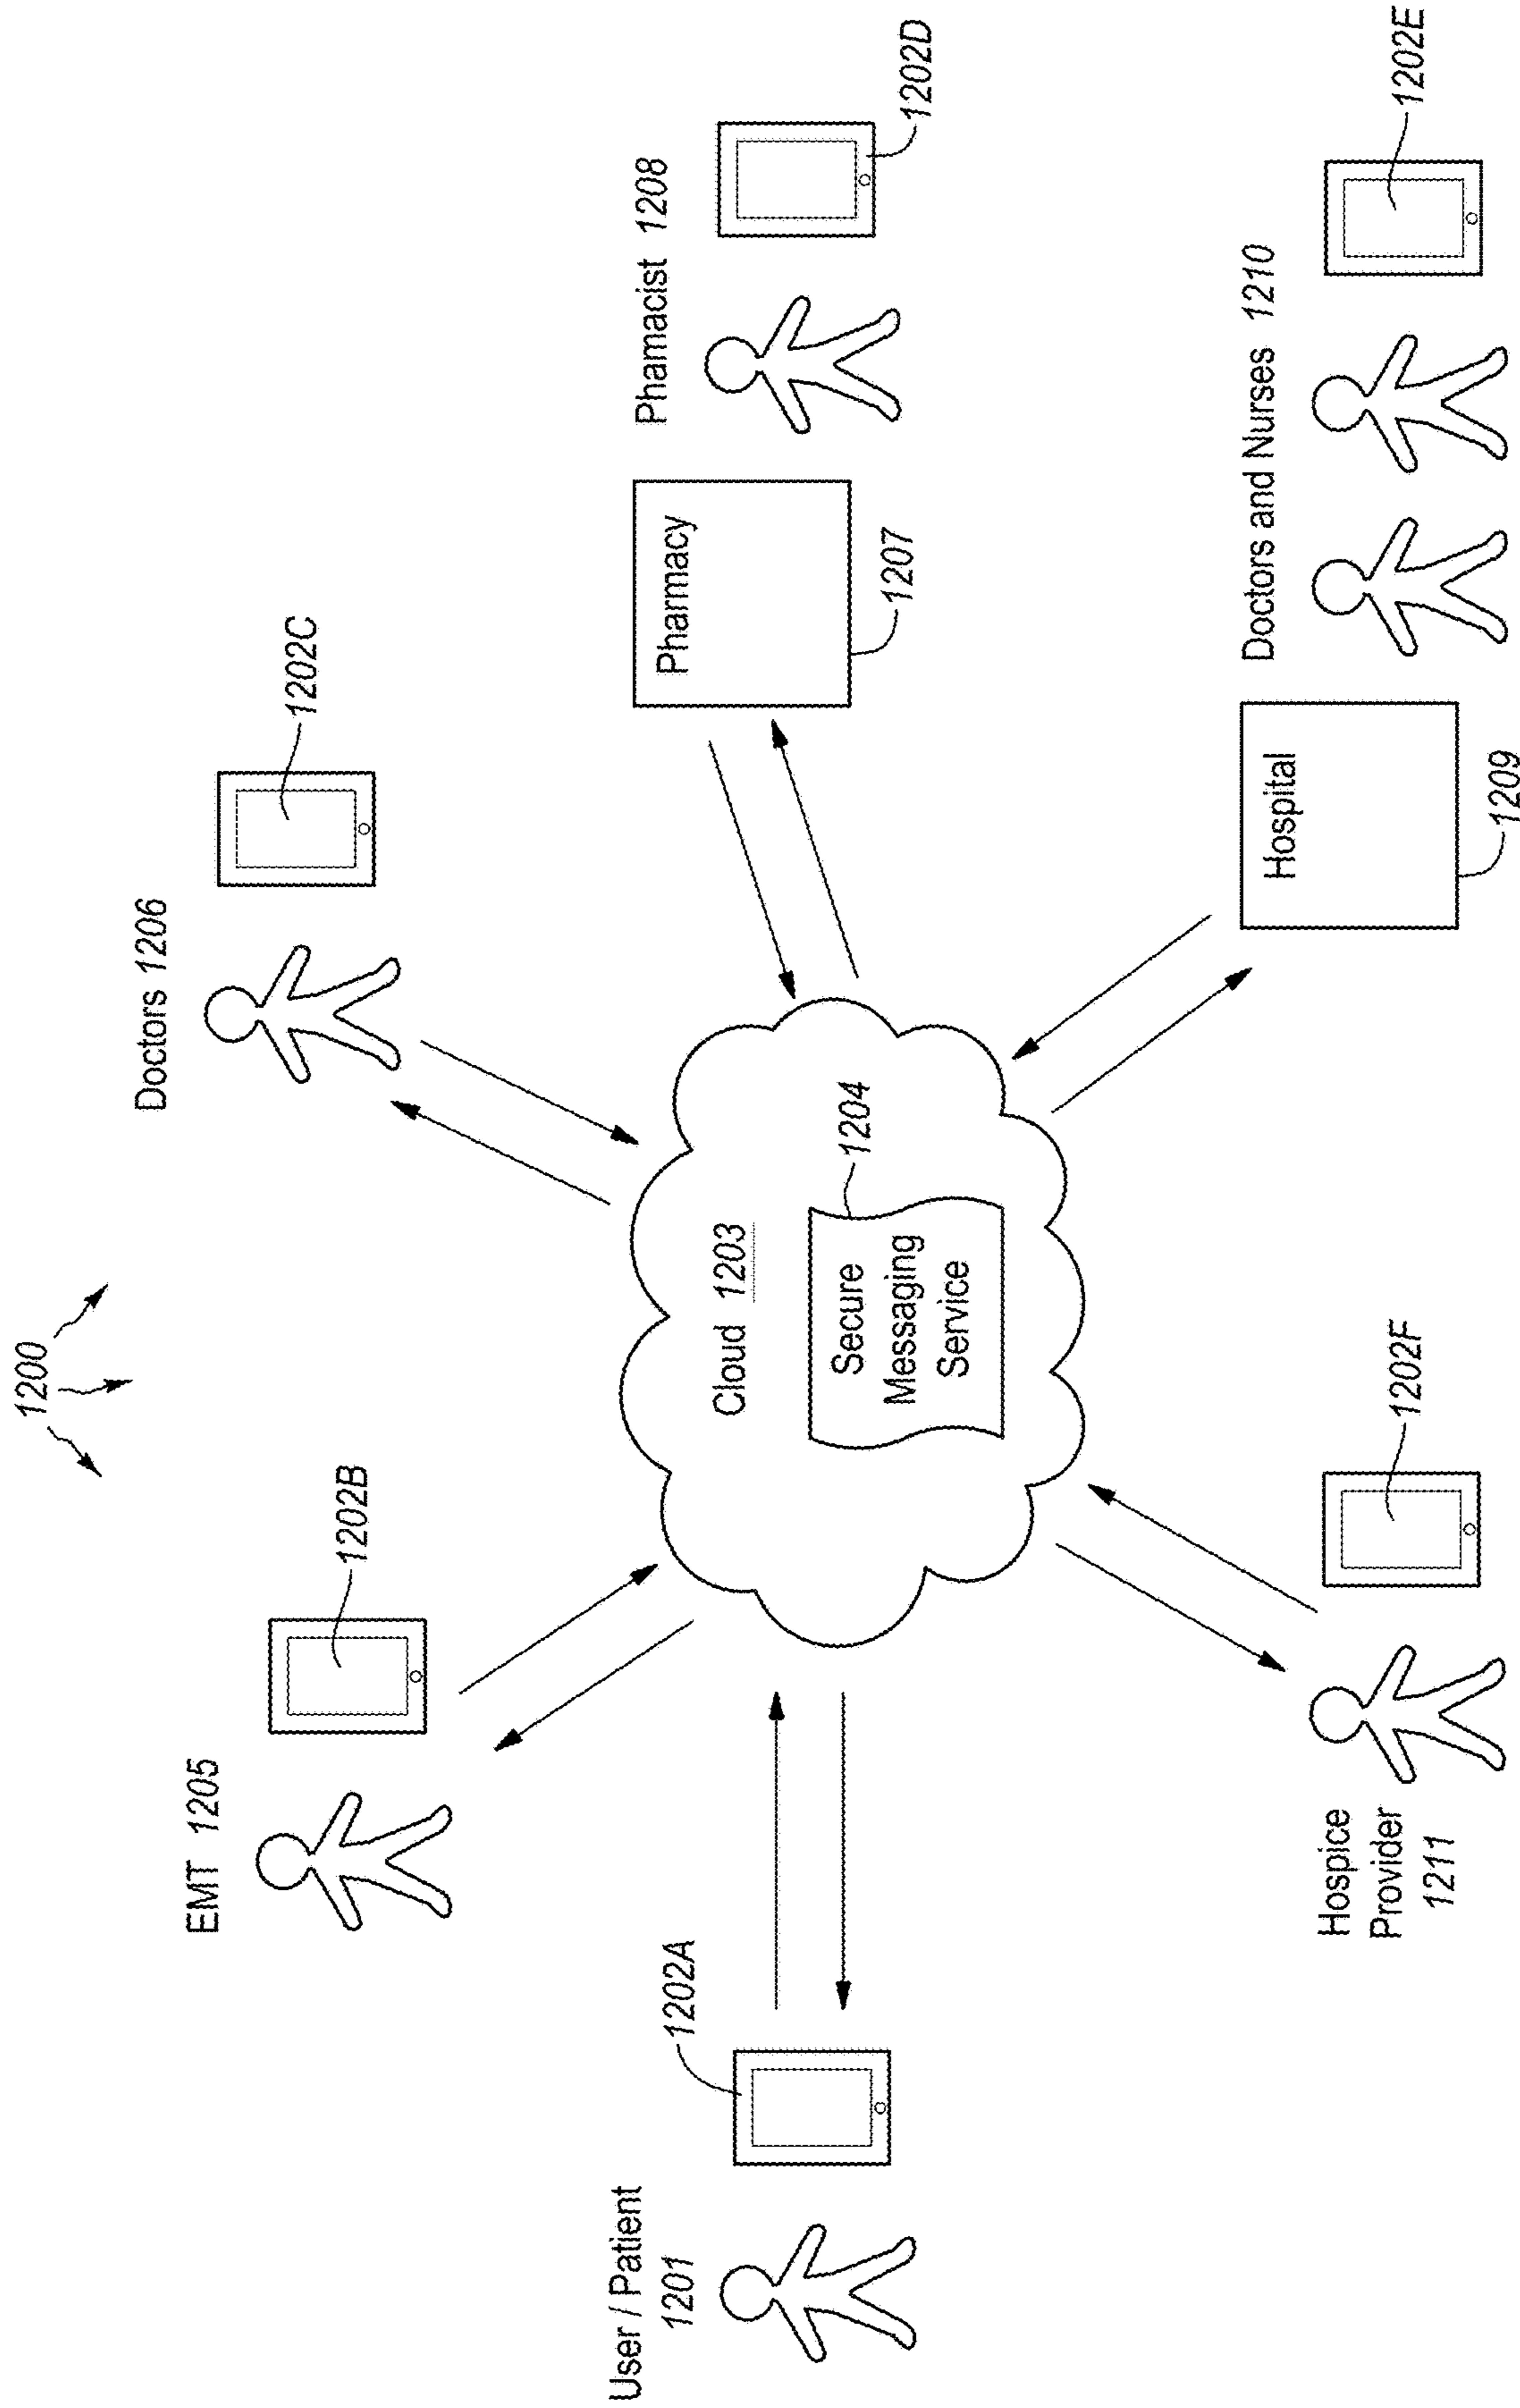 1200
EMT 1205
1202B
Doctors 1206
1202C
User / Patient
1201
1202A
Cloud 1203
Secure
Messaging
Service
1204
Pharmacy
1207
Phamacist 1208
1202D
Hospice
Provider
1211
1202F
Hospital
1209
Doctors and Nurses 1210
1202E